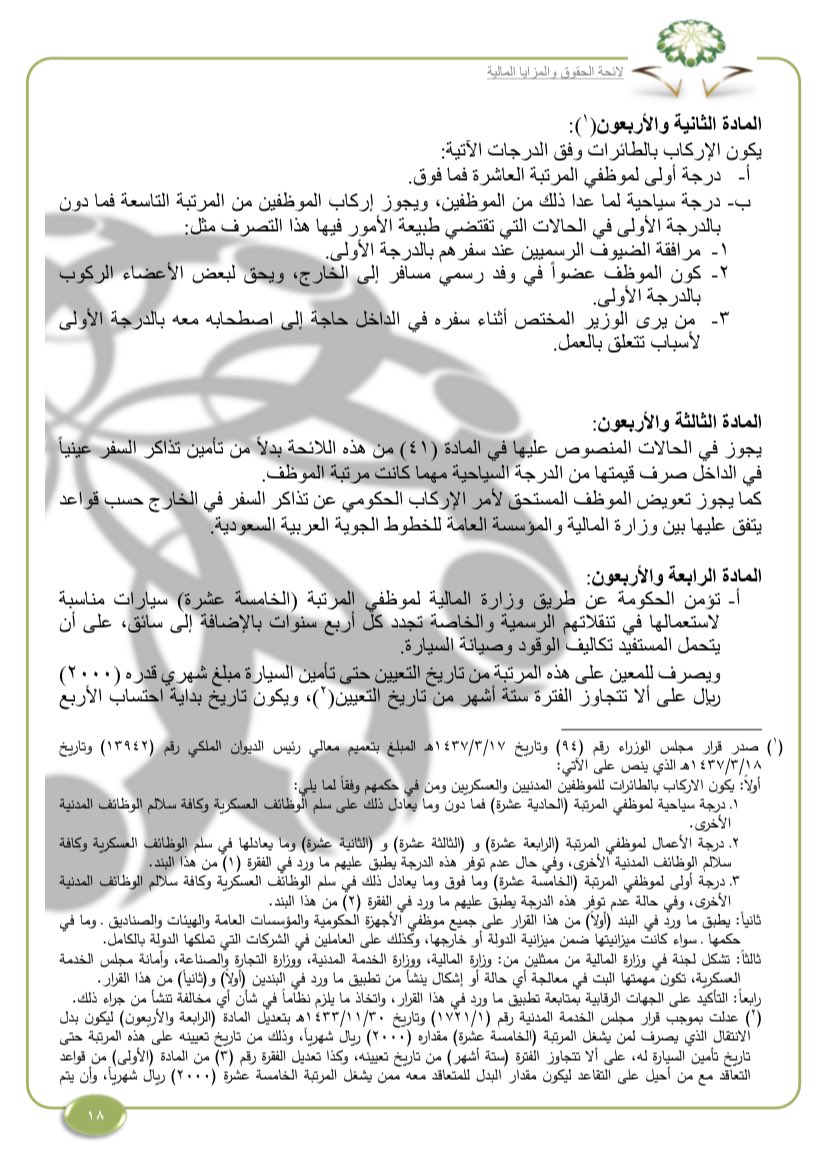 لائحة الحقوق والمزايا المالية
المادة الثانية والأربعون(١):
يكون الإركاب بالطائرات وفق الدرجات الآتية:
أ- درجة أولى لموظفي المرتبة العاشرة فما فوق.
ب- درجة سياحية لما عدا ذلك من الموظفين، ويجوز إركاب الموظفين من المرتبة التاسعة فما دون
بالدرجة الأولى في الحالات التي تقتضي طبيعة الأمور فيها هذا التصرف مثل:
١- مرافقة الضيوف الرسميين عند سفرهم بالدرجة الأولى.
٢- كون الموظف عضواً في وفد رسمي مسافر إلى الخارج، ويحق لبعض الأعضاء الركوب
بالدرجة الأولى.
٣- من يرى الوزير المختص أثناء سفره في الداخل حاجة إلى اصطحابه معه بالدرجة الأولى
لأسباب تتعلق بالعمل.
المادة الثالثة والأربعون:
يجوز في الحالات المنصوص عليها في المادة (٤١) من هذه اللائحة بدلاً من تأمين تذاكر السفر عينياً
في الداخل صرف قيمتها من الدرجة السياحية مهما كانت مرتبة الموظف.
كما يجوز تعويض الموظف المستحق لأمر الإركاب الحكومي عن تذاكر السفر في الخارج حسب قواعد
يتفق عليها بين وزارة المالية والمؤسسة العامة للخطوط الجوية العربية السعودية.
المادة الرابعة والأربعون:
أ- تؤمن الحكومة عن طريق وزارة المالية لموظفي المرتبة (الخامسة عشرة) سيارات مناسبة
لاستعمالها في تنقلاتهم الرسمية والخاصة تجدد كل أربع سنوات بالإضافة إلى سائق، على أن
يتحمل المستفيد تكاليف الوقود وصيانة السيارة.
ويصرف للمعين على هذه المرتبة من تاريخ التعيين حتى تأمين السيارة مبلغ شهري قدره (٢٠٠٠)
ريال على ألا تتجاوز الفترة ستة أشهر من تاريخ التعيين(٢)، ويكون تاريخ بداية احتساب الأربع
(١) صدر قرار مجلس الوزراء رقم (٩٤) وتاريخ ١٤٣٧/٣/١٧هـ المبلغ بتعميم معالي رئيس الديوان الملكي رقم (١٣٩٤٢) وتاريخ
١٤٣٧/٣/١٨هـ الذي ينص على الآتي:
أولاً: يكون الاركاب بالطائرات للموظفين المدنيين والعسكريين ومن في حكمهم وفقاً لما يلي:
١. درجة سياحية لموظفي المرتبة (الحادية عشرة) فما دون وما يعادل ذلك على سلم الوظائف العسكرية وكافة سلالم الوظائف المدنية
الأخرى.
٢. درجة الأعمال لموظفي المرتبة (الرابعة عشرة) و (الثالثة عشرة) و (الثانية عشرة) وما يعادلها في سلم الوظائف العسكرية وكافة
سلالم الوظائف المدنية الأخرى، وفي حال عدم توفر هذه الدرجة يطبق عليهم ما ورد في الفقرة (١) من هذا البند.
٣. درجة أولى لموظفي المرتبة (الخامسة عشرة) وما فوق وما يعادل ذلك في سلم الوظائف العسكرية وكافة سلالم الوظائف المدنية
الأخرى، وفي حالة عدم توفر هذه الدرجة يطبق عليهم ما ورد في الفقرة (٢) من هذا البند.
ثانياً: يطبق ما ورد في البند (أولاً) من هذا القرار على جميع موظفي الأجهزة الحكومية والمؤسسات العامة والهيئات والصناديق . وما في
حكمها . سواء كانت ميزانيتها ضمن ميزانية الدولة أو خارجها، وكذلك على العاملين في الشركات التي تملكها الدولة بالكامل.
ثالثاً: تشكل لجنة في وزارة المالية من ممثلين من: وزارة المالية، ووزارة الخدمة المدنية، ووزارة التجارة والصناعة، وأمانة مجلس الخدمة
العسكرية، تكون مهمتها البت في معالجة أي حالة أو إشكال ينشأ من تطبيق ما ورد في البندين (أولاً) و(ثانياً) من هذا القرار.
رابعاً: التأكيد على الجهات الرقابية بمتابعة تطبيق ما ورد في هذا القرار، واتخاذ ما يلزم نظاماً في شأن أي مخالفة تنشأ من جراء ذلك.
(٢) عدلت بموجب قرار مجلس الخدمة المدنية رقم (١٧٢١/١) وتاريخ ١٤٣٣/١١/٣٠هـ بتعديل المادة (الرابعة والأربعون) ليكون بدل
الانتقال الذي يصرف لمن يشغل المرتبة (الخامسة عشرة) مقداره (٢٠٠٠) ريال شهرياً، وذلك من تاريخ تعيينه على هذه المرتبة حتى
تاريخ تأمين السيارة له، على ألا تتجاوز الفترة (ستة أشهر) من تاريخ تعيينه، وكذا تعديل الفقرة رقم (٣) من المادة (الأولى) من قواعد
التعاقد مع من أحيل على التقاعد ليكون مقدار البدل للمتعاقد معه ممن يشغل المرتبة الخامسة عشرة (٢٠٠٠) ريال شهرياً، وأن يتم
١٨